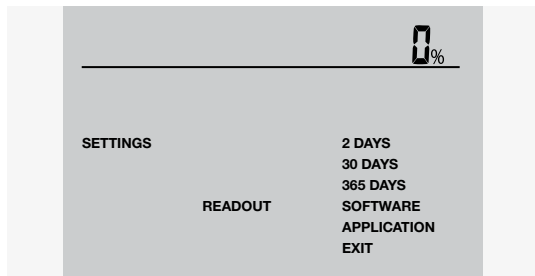 0%
SETTINGS 2 DAYS
30 DAYS
365 DAYS
READOUT SOFTWARE
APPLICATION
EXIT